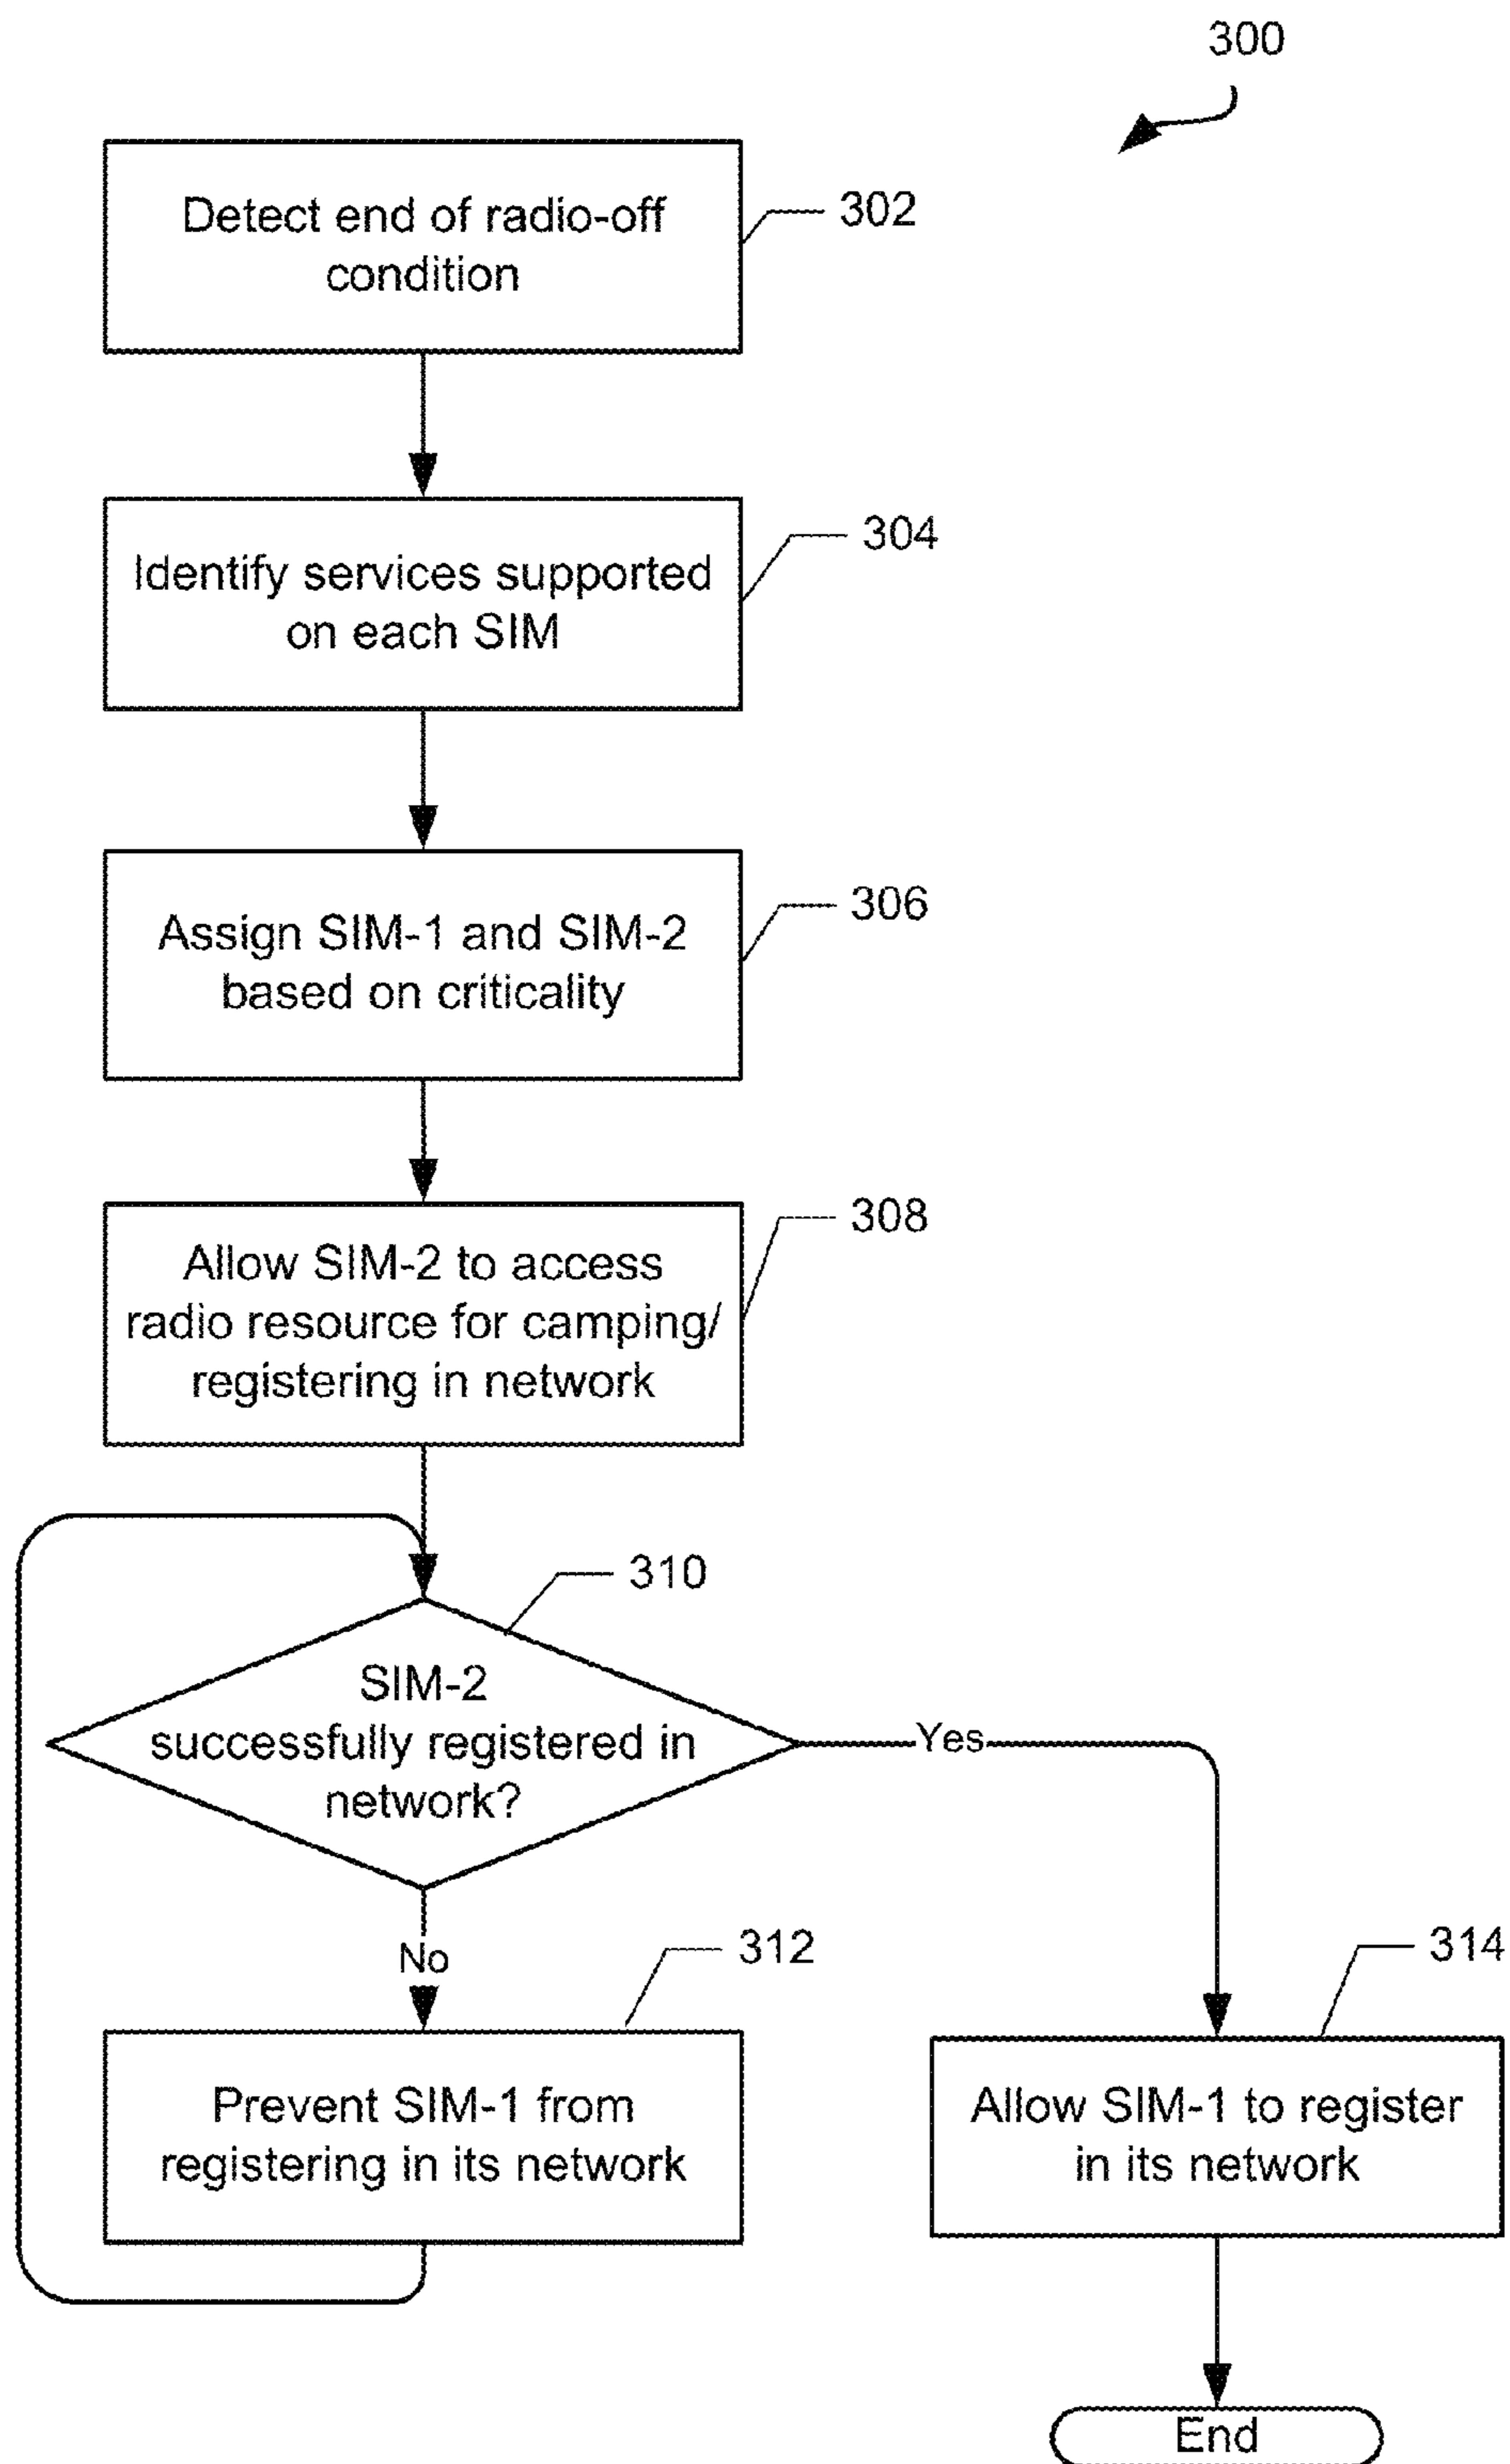 300
Detect end of radio-off
condition
302
Identify services supported
on each SIM
304
Assign SIM-1 and SIM-2
based on criticality
306
Allow SIM-2 to access
radio resource for camping/
registering in network
308
310
SIM-2
successfully registered in
network?
Yes
No
312
Prevent SIM-1 from
registering in its network
314
Allow SIM-1 to register
in its network
End